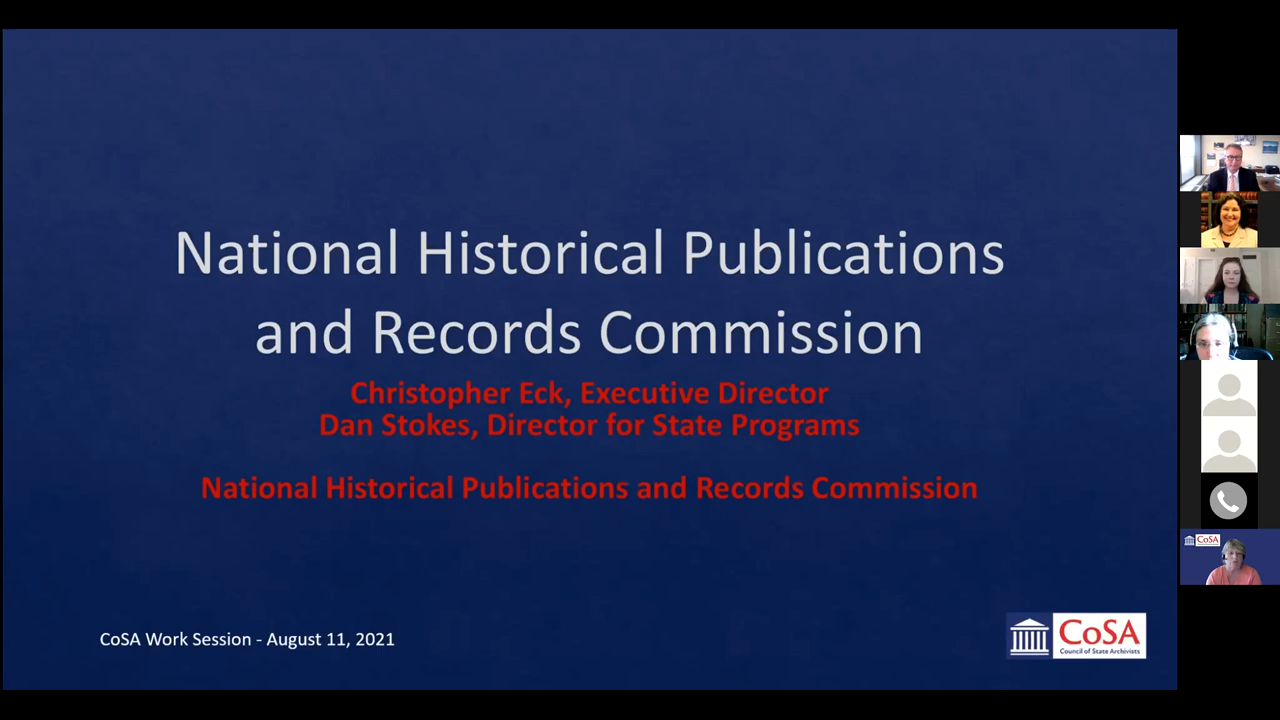 National Historical Publications
and Records Commission
Christopher Eck, Executive Director
Dan Stokes, Director for State Programs
National Historical Publications and Records Commission
CoSA Work Session - August 11, 2021
CoSA
Council of State Archivists
CoSA